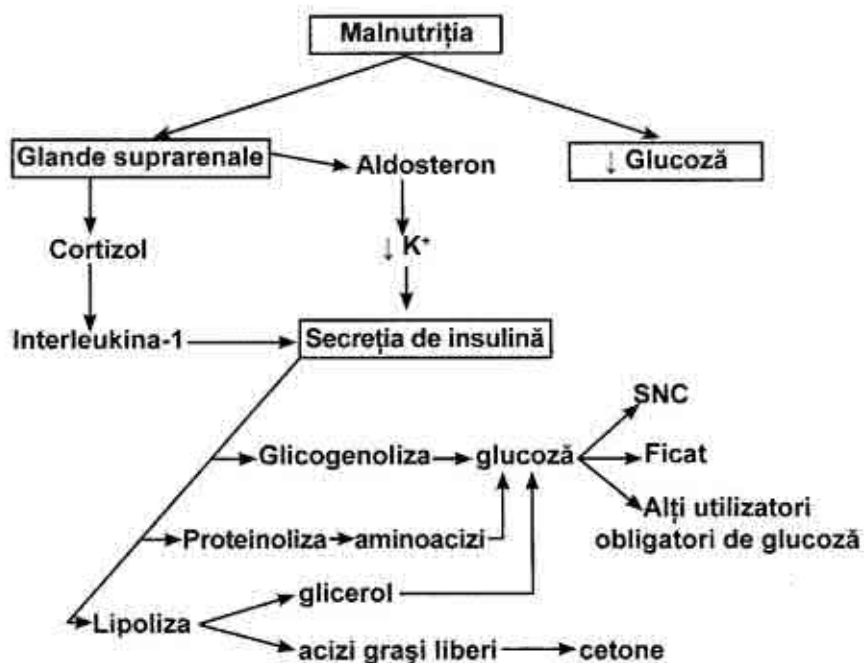 Malnutriția
Glande suprarenale
Aldosteron
↓ Glucoză
Cortizol
↓ K⁺
Interleukina-1
Secreția de insulină
SNC
Glicogenoliza
glucoză
Ficat
Proteinoliza
aminoacizi
Alți utilizatori
obligatori de glucoză
glicerol
Lipoliza
acizi grași liberi
cetone